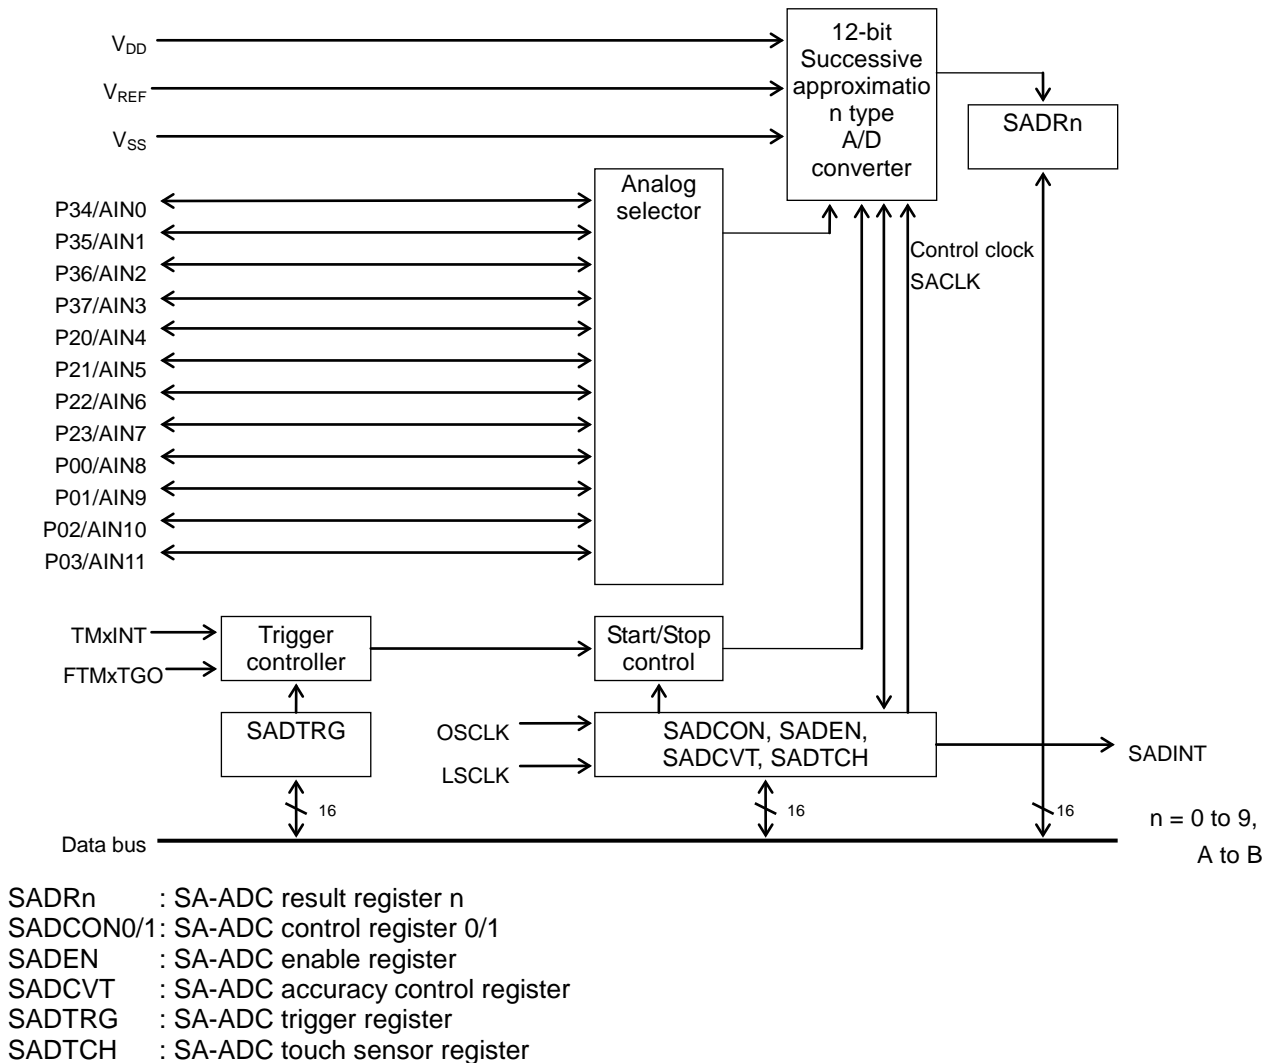 V_DD
V_REF
V_SS
12-bit
Successive
approximatio
n type
A/D
converter
SADRn
Analog
selector
P34/AIN0
P35/AIN1
P36/AIN2
P37/AIN3
P20/AIN4
P21/AIN5
P22/AIN6
P23/AIN7
P00/AIN8
P01/AIN9
P02/AIN10
P03/AIN11
Control clock
SACLK
TMxINT
FTMxTGO
Trigger
controller
Start/Stop
control
SADTRG
OSCLK
LSCLK
SADCON, SADEN,
SADCVT, SADTCH
SADINT
16
16
16
n = 0 to 9,
A to B
Data bus
SADRn : SA-ADC result register n
SADCON0/1: SA-ADC control register 0/1
SADEN : SA-ADC enable register
SADCVT : SA-ADC accuracy control register
SADTRG : SA-ADC trigger register
SADTCH : SA-ADC touch sensor register